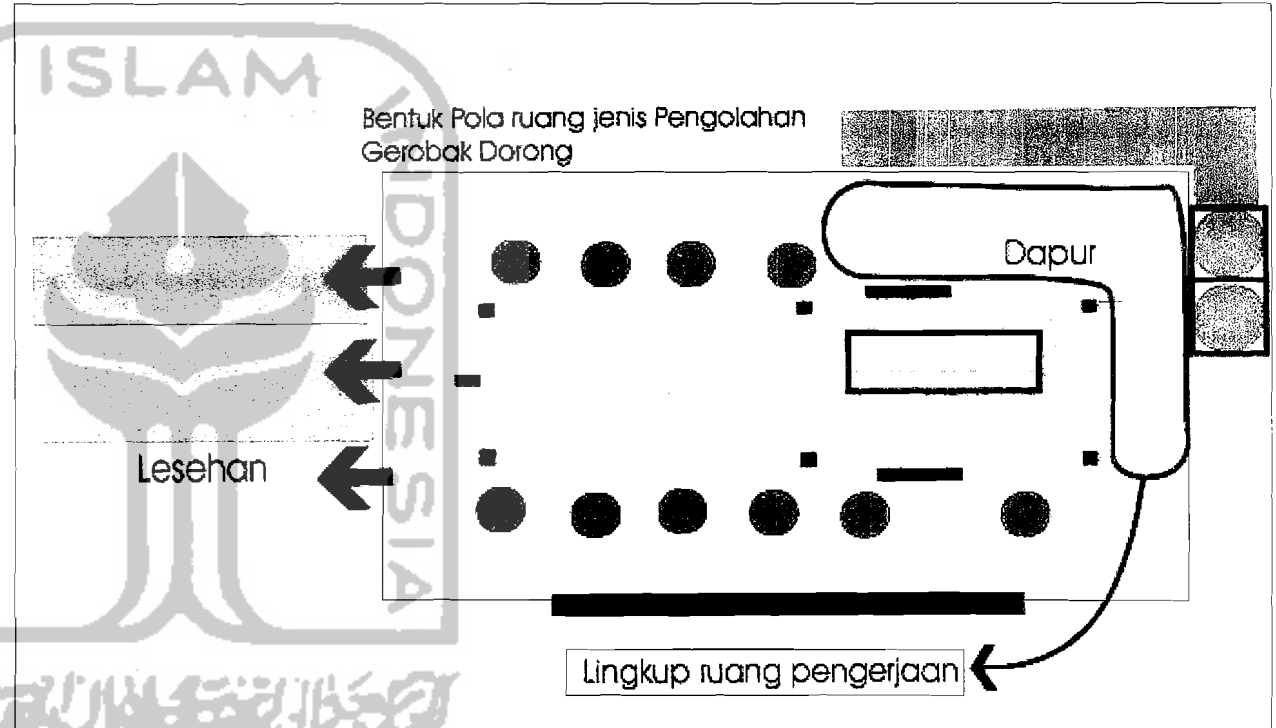 ISLAM
INDONESIA
Bentuk Pola ruang jenis Pengolahan
Gerobak Dorong
Dapur
Lesehan
Lingkup ruang pengerjaan